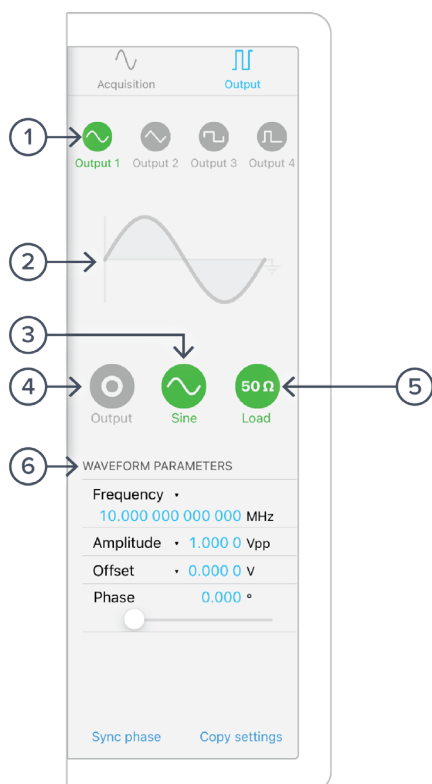 Acquisition Output
1
Output 1 Output 2 Output 3 Output 4
2
3
4
50 Ω
5
Output Sine Load
6 WAVEFORM PARAMETERS
Frequency
10.000 000 000 000 MHz
Amplitude 1.000 0 Vpp
Offset 0.000 0 V
Phase 0.000 °
Sync phase Copy settings